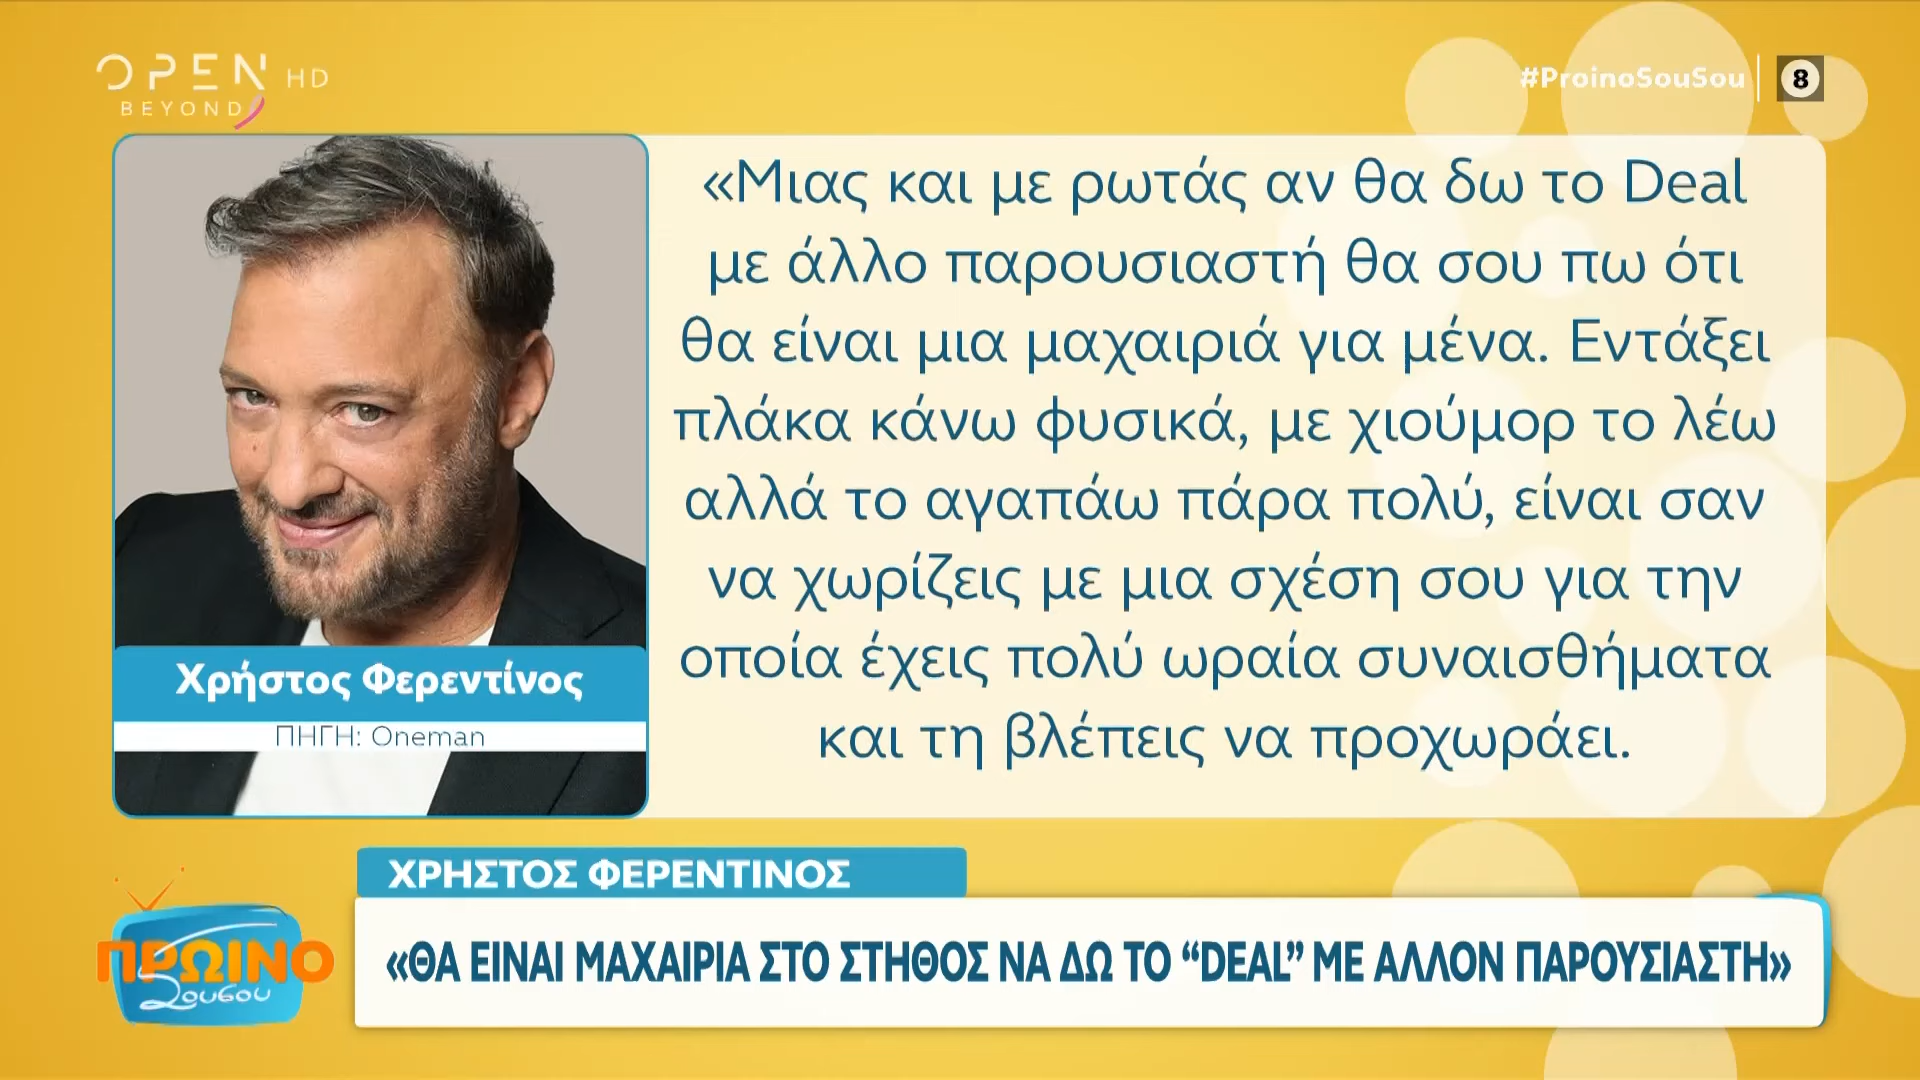 OPEN HD
BEYOND
#ProinoSouSou
8
«Μιας και με ρωτάς αν θα δω το Deal
με άλλο παρουσιαστή θα σου πω ότι
θα είναι μια μαχαιριά για μένα. Εντάξει
πλάκα κάνω φυσικά, με χιούμορ το λέω
αλλά το αγαπάω πάρα πολύ, είναι σαν
να χωρίζεις με μια σχέση σου για την
οποία έχεις πολύ ωραία συναισθήματα
και τη βλέπεις να προχωράει.
Χρήστος Φερεντίνος
ΠΗΓΗ: Oneman
ΧΡΗΣΤΟΣ ΦΕΡΕΝΤΙΝΟΣ
«ΘΑ ΕΙΝΑΙ ΜΑΧΑΙΡΙΑ ΣΤΟ ΣΤΗΘΟΣ ΝΑ ΔΩ ΤΟ “DEAL” ΜΕ ΑΛΛΟΝ ΠΑΡΟΥΣΙΑΣΤΗ»
ΠΡΩΙΝΟ
Σουσου